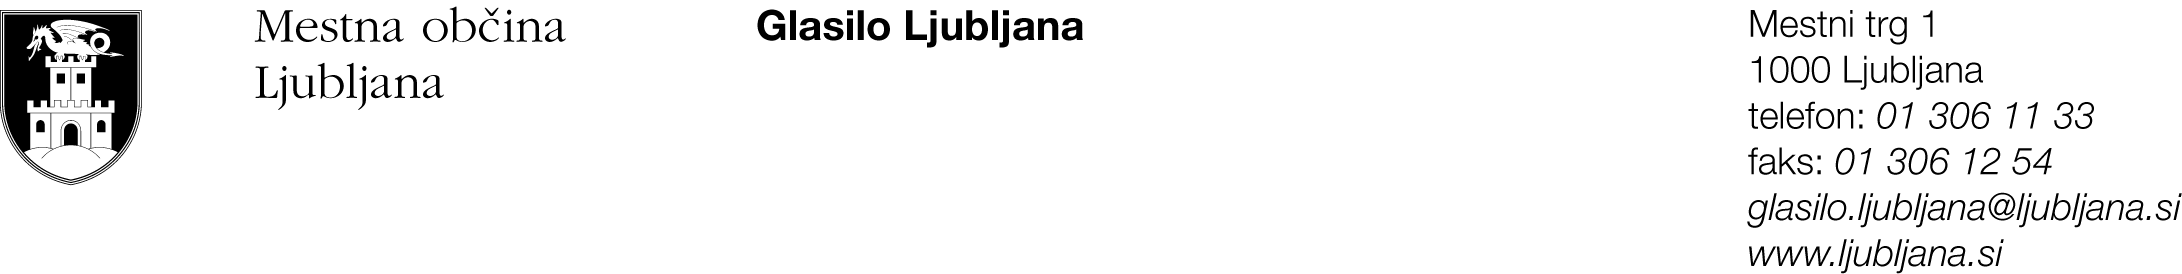 Mestna občina
Ljubljana
Glasilo Ljubljana
Mestni trg 1
1000 Ljubljana
telefon: 01 306 11 33
faks: 01 306 12 54
glasilo.ljubljana@ljubljana.si
www.ljubljana.si